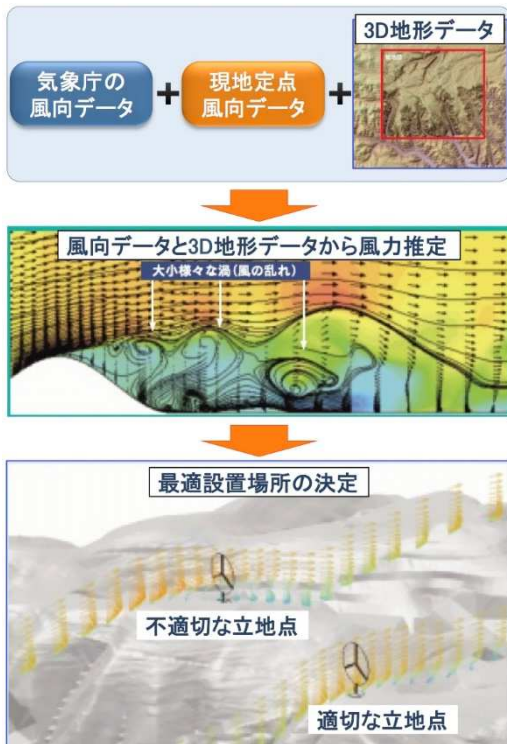 3D地形データ
気象庁の
風向データ
+
現地定点
風向データ
+
風向データと3D地形データから風力推定
大小様々な渦(風の乱れ)
最適設置場所の決定
不適切な立地点
適切な立地点